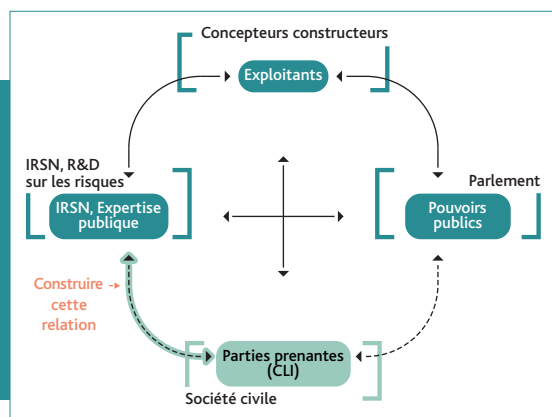 Concepteurs constructeurs
Exploitants
IRSN, R&D
sur les risques
IRSN, Expertise
publique
Parlement
Pouvoirs
publics
Construire
cette
relation
Parties prenantes
(CLI)
Société civile